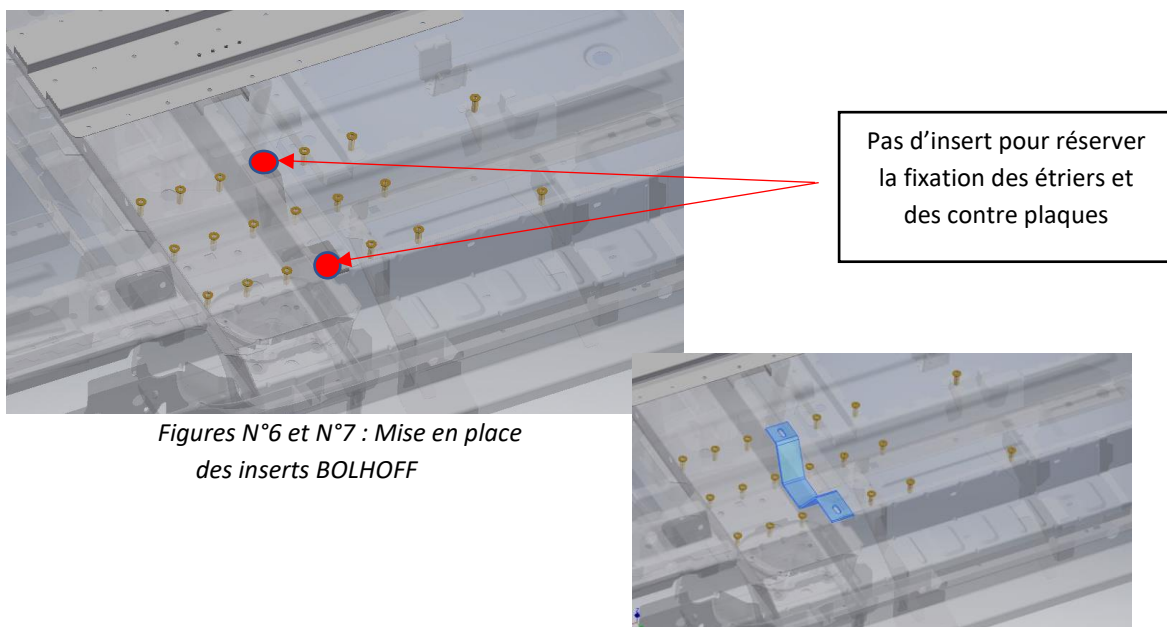 Pas d’insert pour réserver
la fixation des étriers et
des contre plaques
Figures N°6 et N°7 : Mise en place
des inserts BOLHOFF